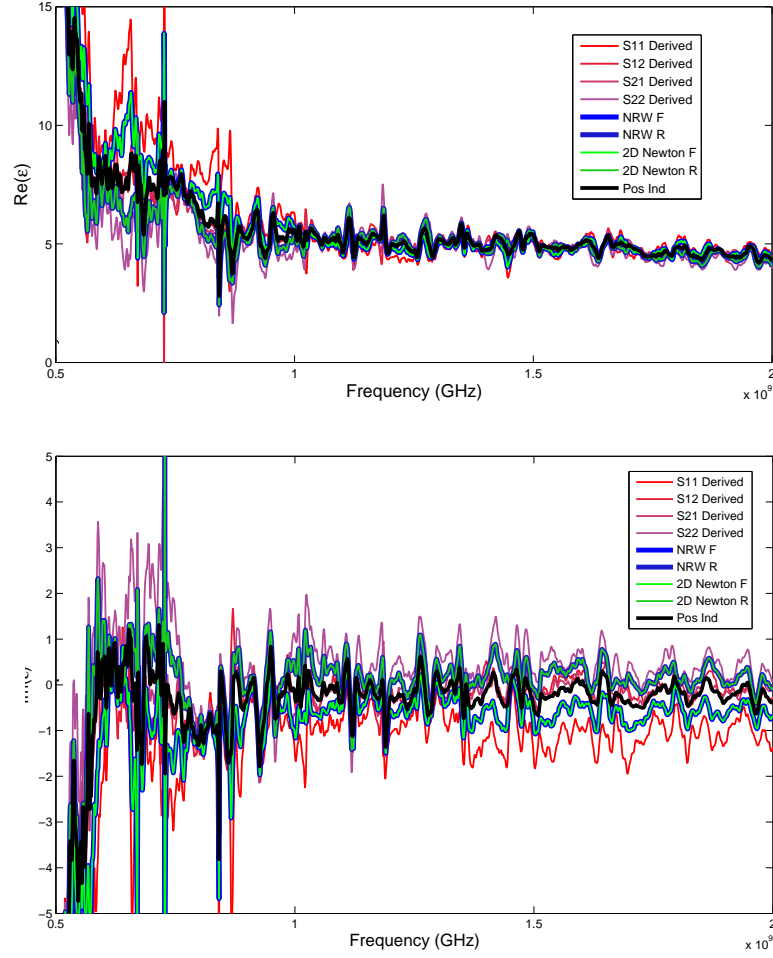 15
10
5
0
Re(ε)
S11 Derived
S12 Derived
S21 Derived
S22 Derived
NRW F
NRW R
2D Newton F
2D Newton R
Pos Ind
0.5
1
1.5
2
Frequency (GHz)
x 10⁹
5
4
3
2
1
0
-1
-2
-3
-4
-5
S11 Derived
S12 Derived
S21 Derived
S22 Derived
NRW F
NRW R
2D Newton F
2D Newton R
Pos Ind
0.5
1
1.5
2
Frequency (GHz)